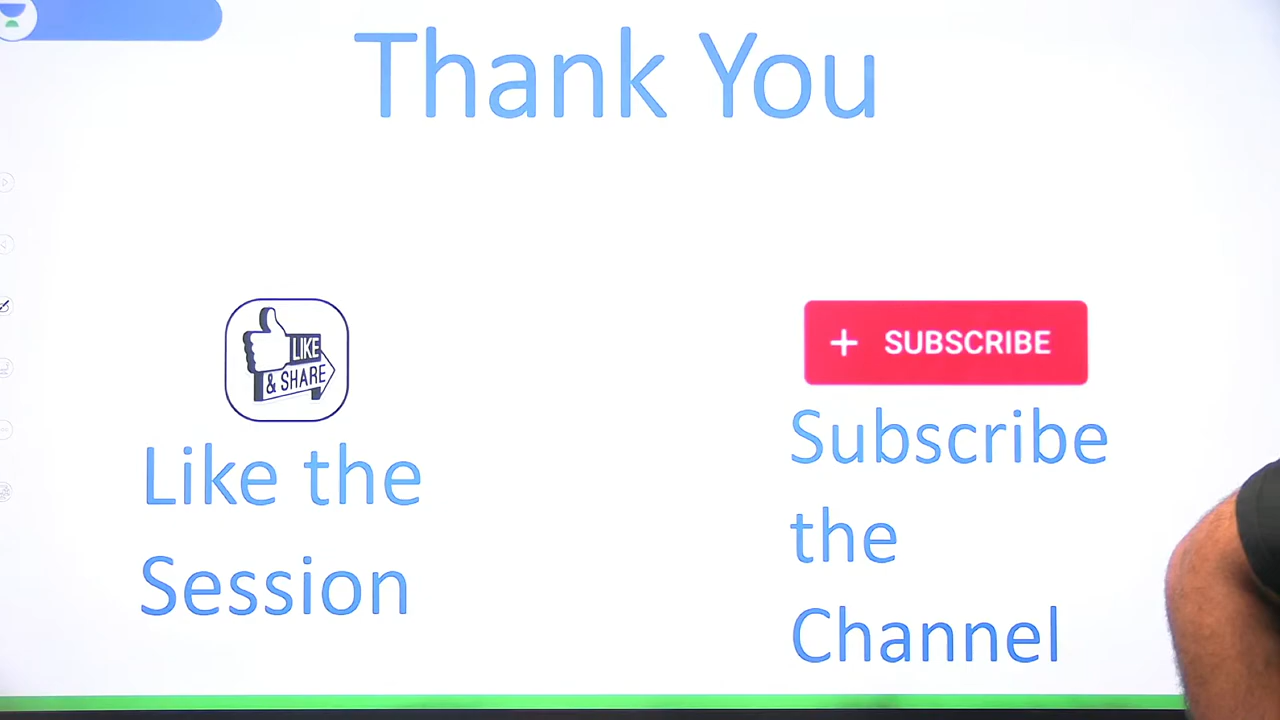 Thank You
LIKE
& SHARE
+ SUBSCRIBE
Like the
Session
Subscribe
the
Channel